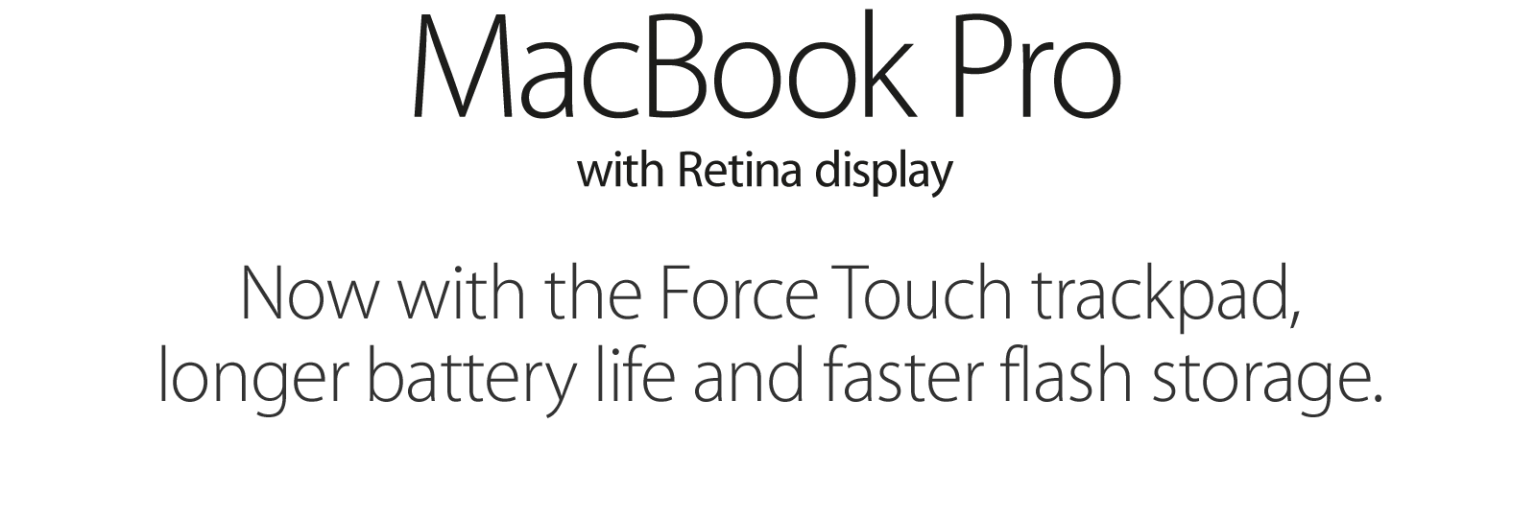 MacBook Pro
with Retina display
Now with the Force Touch trackpad,
longer battery life and faster flash storage.